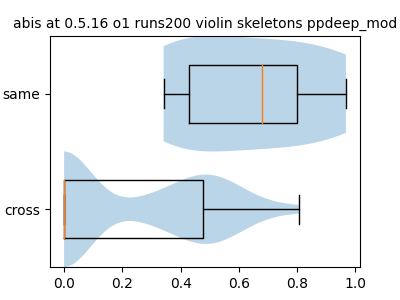 abis at 0.5.16 o1 runs200 violin skeletons ppdeep_mod
same
cross
0.0 0.2 0.4 0.6 0.8 1.0